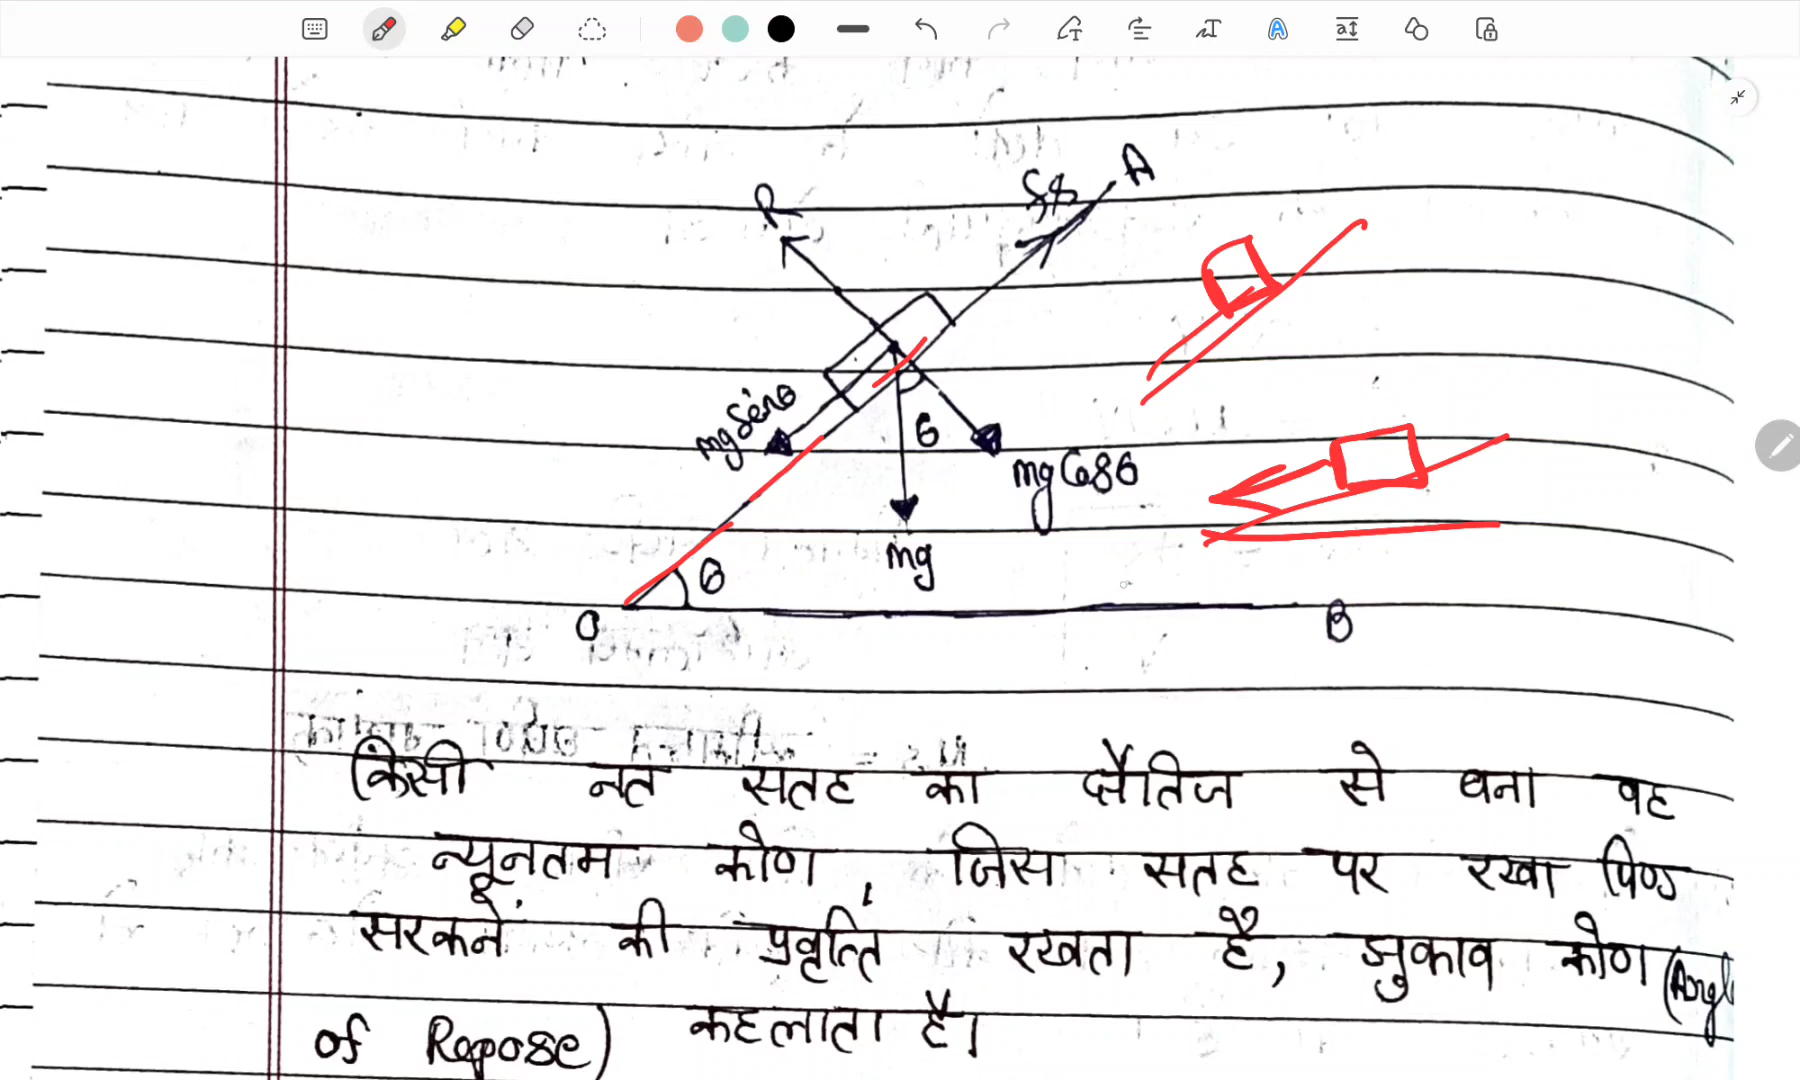 R
fs
A
mg sinθ
θ
mg Cosθ
mg
θ
O
B
किसी नत सतह का क्षैतिज से बना वह
न्यूनतम कोण, जिस सतह पर रखा पिण्ड
सरकने की प्रवृत्ति रखता है, झुकाव कोण (Angle
of Repose) कहलाता है।